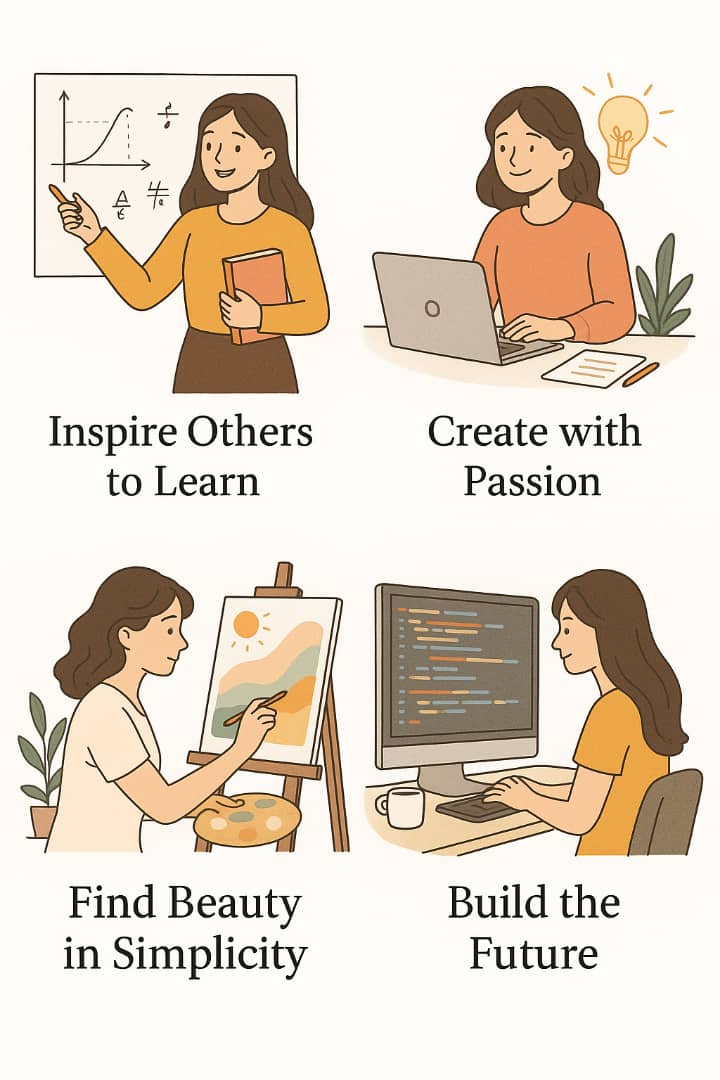 Inspire Others
to Learn
Create with
Passion
Find Beauty
in Simplicity
Build the
Future